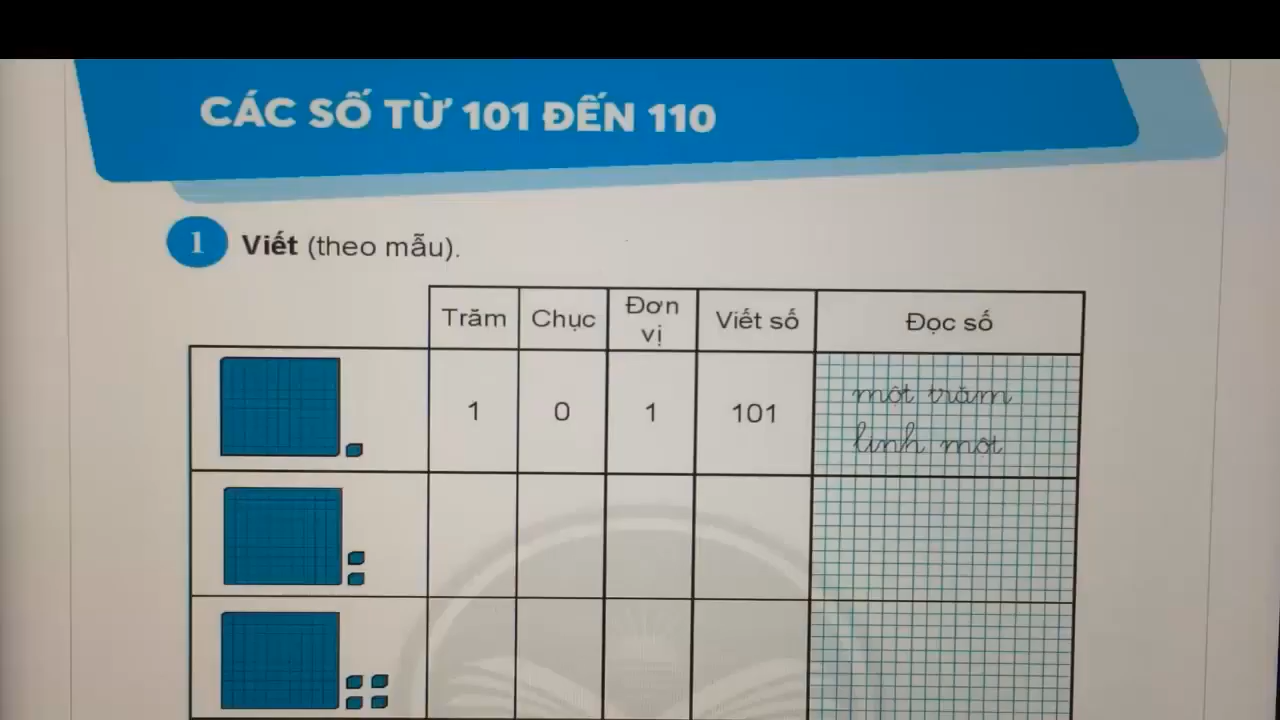 CÁC SỐ TỪ 101 ĐẾN 110
1 Viết (theo mẫu).
Trăm Chục Đơn vị Viết số Đọc số
1 0 1 101 một trăm
linh một